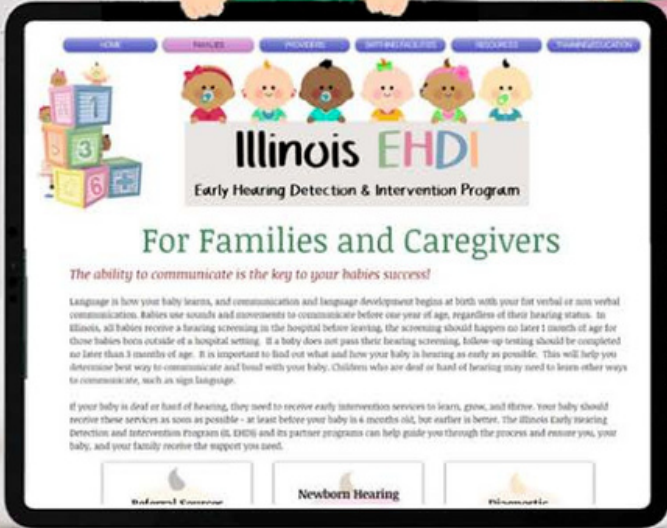 HOME FAMILIES PROVIDERS BIRTHING FACILITIES RESOURCES TRAINING/EDUCATION
1
3
6
Illinois EHDI
Early Hearing Detection & Intervention Program
For Families and Caregivers
The ability to communicate is the key to your babies success!
Language is how your baby learns, and communication and language development begins at birth with your fist verbal or non verbal
communication. Babies use sounds and movements to communicate before one year of age, regardless of their hearing status. In
Illinois, all babies receive a hearing screening in the hospital before leaving, the screening should happen no later 1 month of age for
those babies born outside of a hospital setting. If a baby does not pass their hearing screening, follow-up testing should be completed
no later than 3 months of age. It is important to find out what and how your baby is hearing as early as possible. This will help you
determine best way to communicate and bond with your baby. Children who are deaf or hard of hearing may need to learn other ways
to communicate, such as sign language.
If your baby is deaf or hard of hearing, they need to receive early intervention services to learn, grow, and thrive. Your baby should
receive these services as soon as possible - at least before your baby is 6 months old, but earlier is better. The Illinois Early Hearing
Detection and Intervention Program (IL EHDI) and its partner programs can help guide you through the process and ensure you, your
baby, and your family receive the support you need.
Referral Sources Newborn Hearing Diagnostic